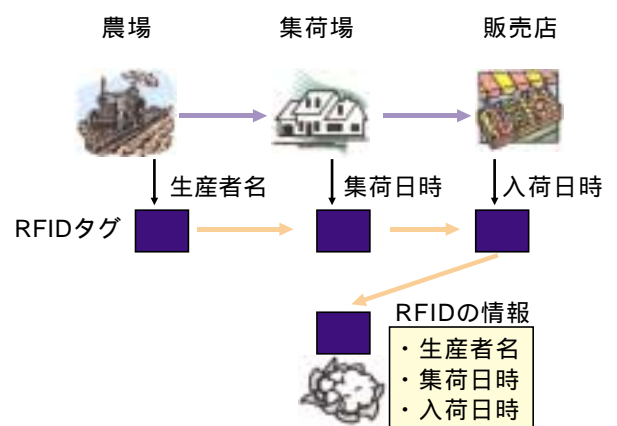 農場 集荷場 販売店
生産者名 集荷日時 入荷日時
RFIDタグ
RFIDの情報
・生産者名
・集荷日時
・入荷日時